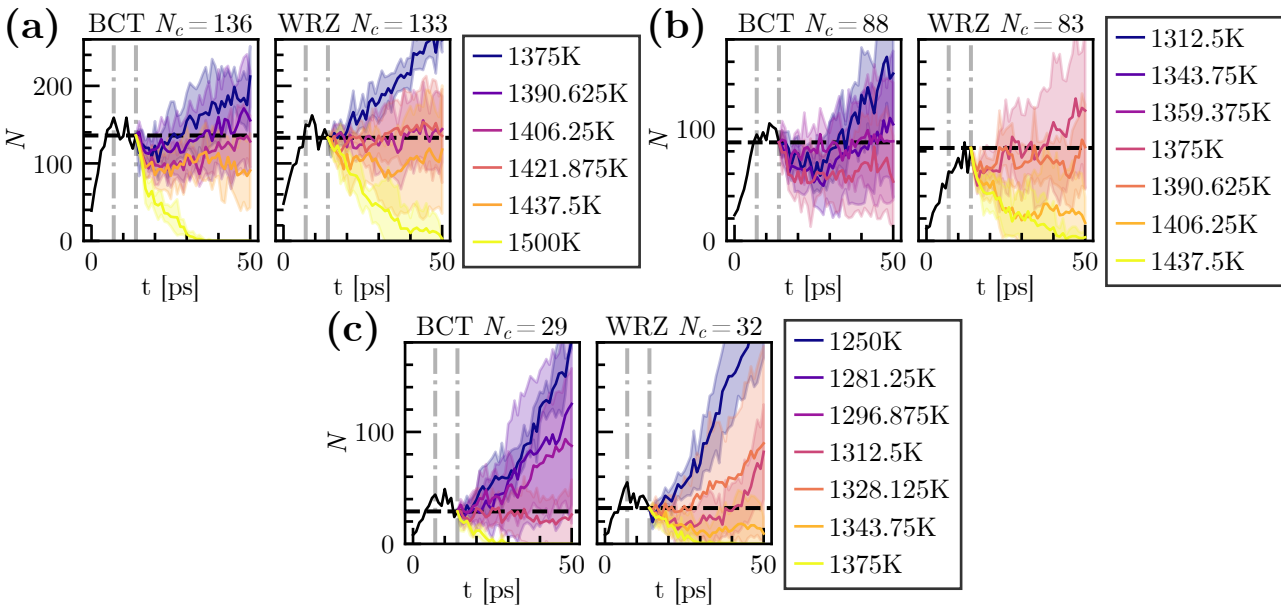 (a)
BCT N_c = 136
WRZ N_c = 133
N
200
100
0
0
50
t [ps]
0
50
t [ps]
1375K
1390.625K
1406.25K
1421.875K
1437.5K
1500K
(b)
BCT N_c = 88
WRZ N_c = 83
N
100
0
0
50
t [ps]
0
50
t [ps]
1312.5K
1343.75K
1359.375K
1375K
1390.625K
1406.25K
1437.5K
(c)
BCT N_c = 29
WRZ N_c = 32
N
100
0
0
50
t [ps]
0
50
t [ps]
1250K
1281.25K
1296.875K
1312.5K
1328.125K
1343.75K
1375K